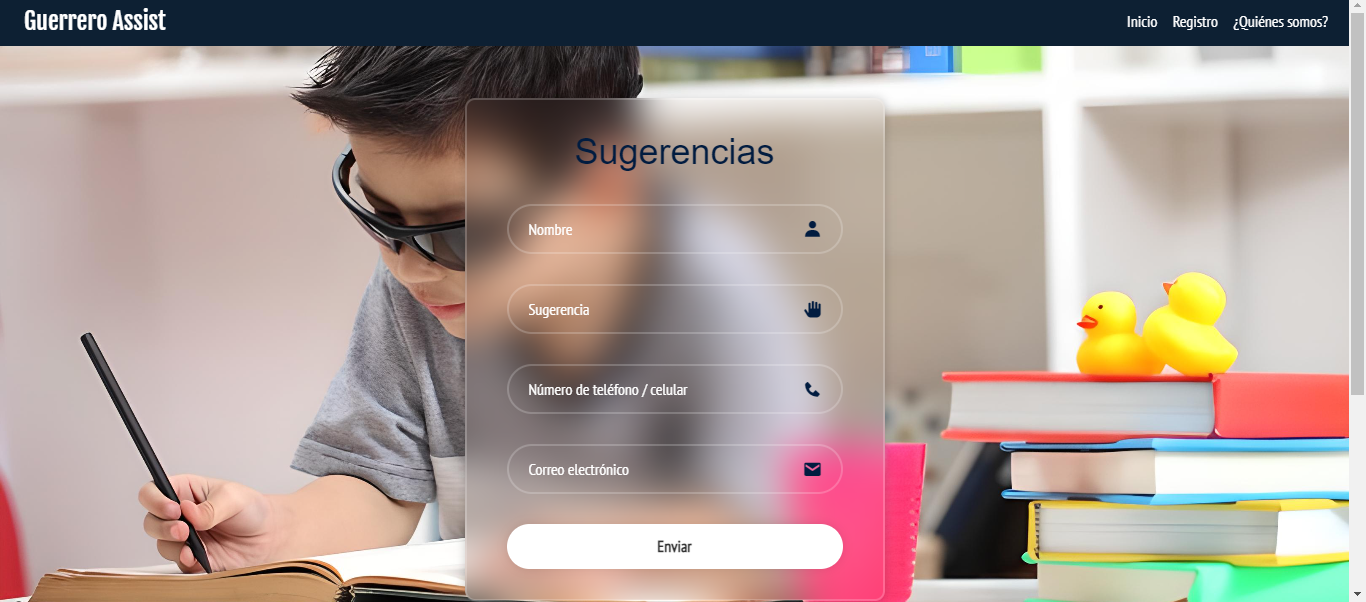 Guerrero Assist
Inicio Registro ¿Quiénes somos?
Sugerencias
Nombre
Sugerencia
Número de teléfono / celular
Correo electrónico
Enviar